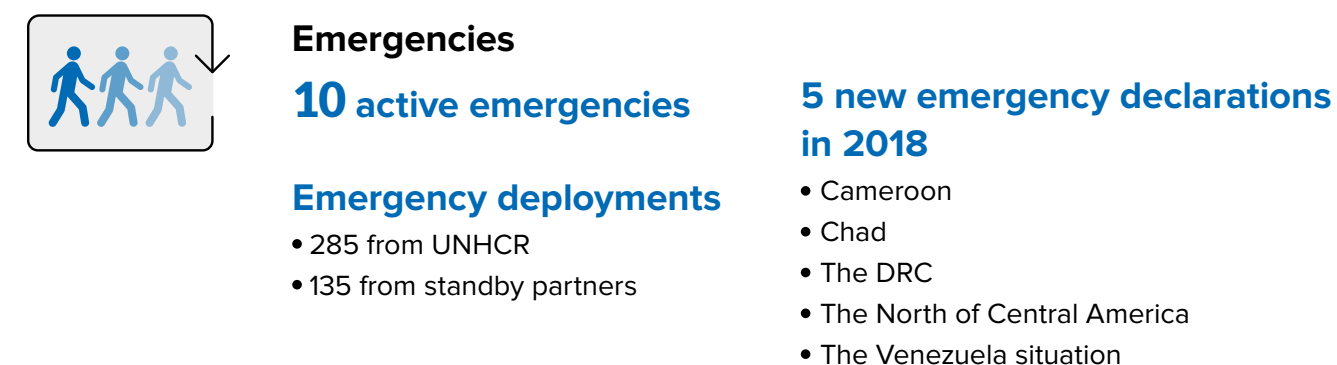 Emergencies
10 active emergencies
Emergency deployments
• 285 from UNHCR
• 135 from standby partners
5 new emergency declarations
in 2018
• Cameroon
• Chad
• The DRC
• The North of Central America
• The Venezuela situation